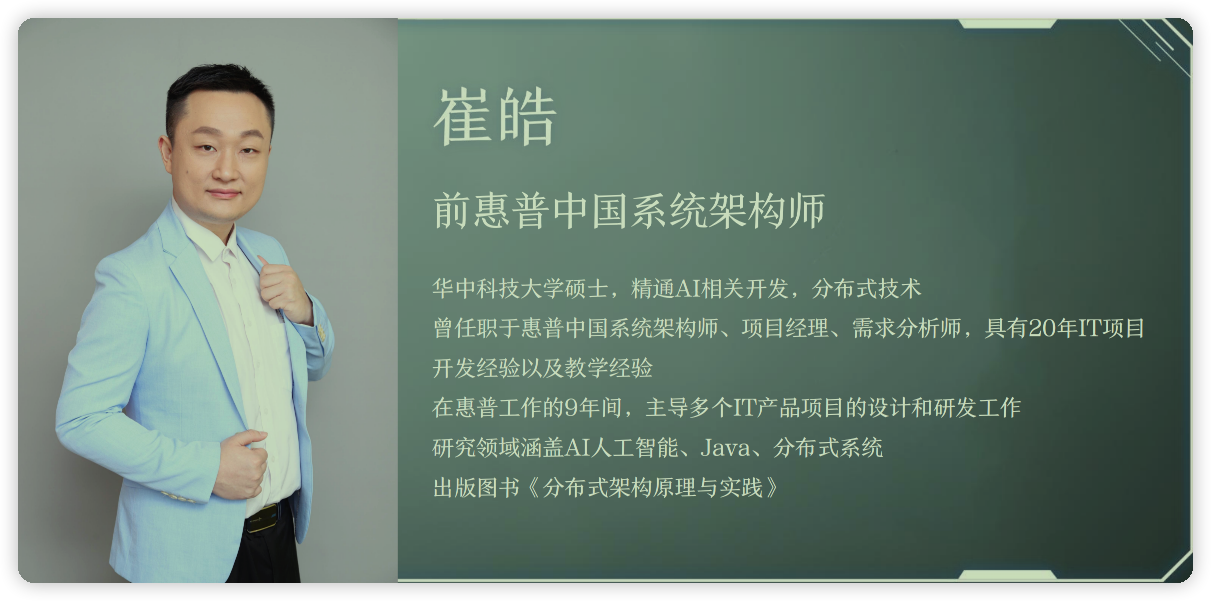 崔皓
前惠普中国系统架构师
华中科技大学硕士，精通AI相关开发，分布式技术
曾任职于惠普中国系统架构师、项目经理、需求分析师，具有20年IT项目
开发经验以及教学经验
在惠普工作的9年间，主导多个IT产品项目的设计和研发工作
研究领域涵盖AI人工智能、Java、分布式系统
出版图书《分布式架构原理与实践》